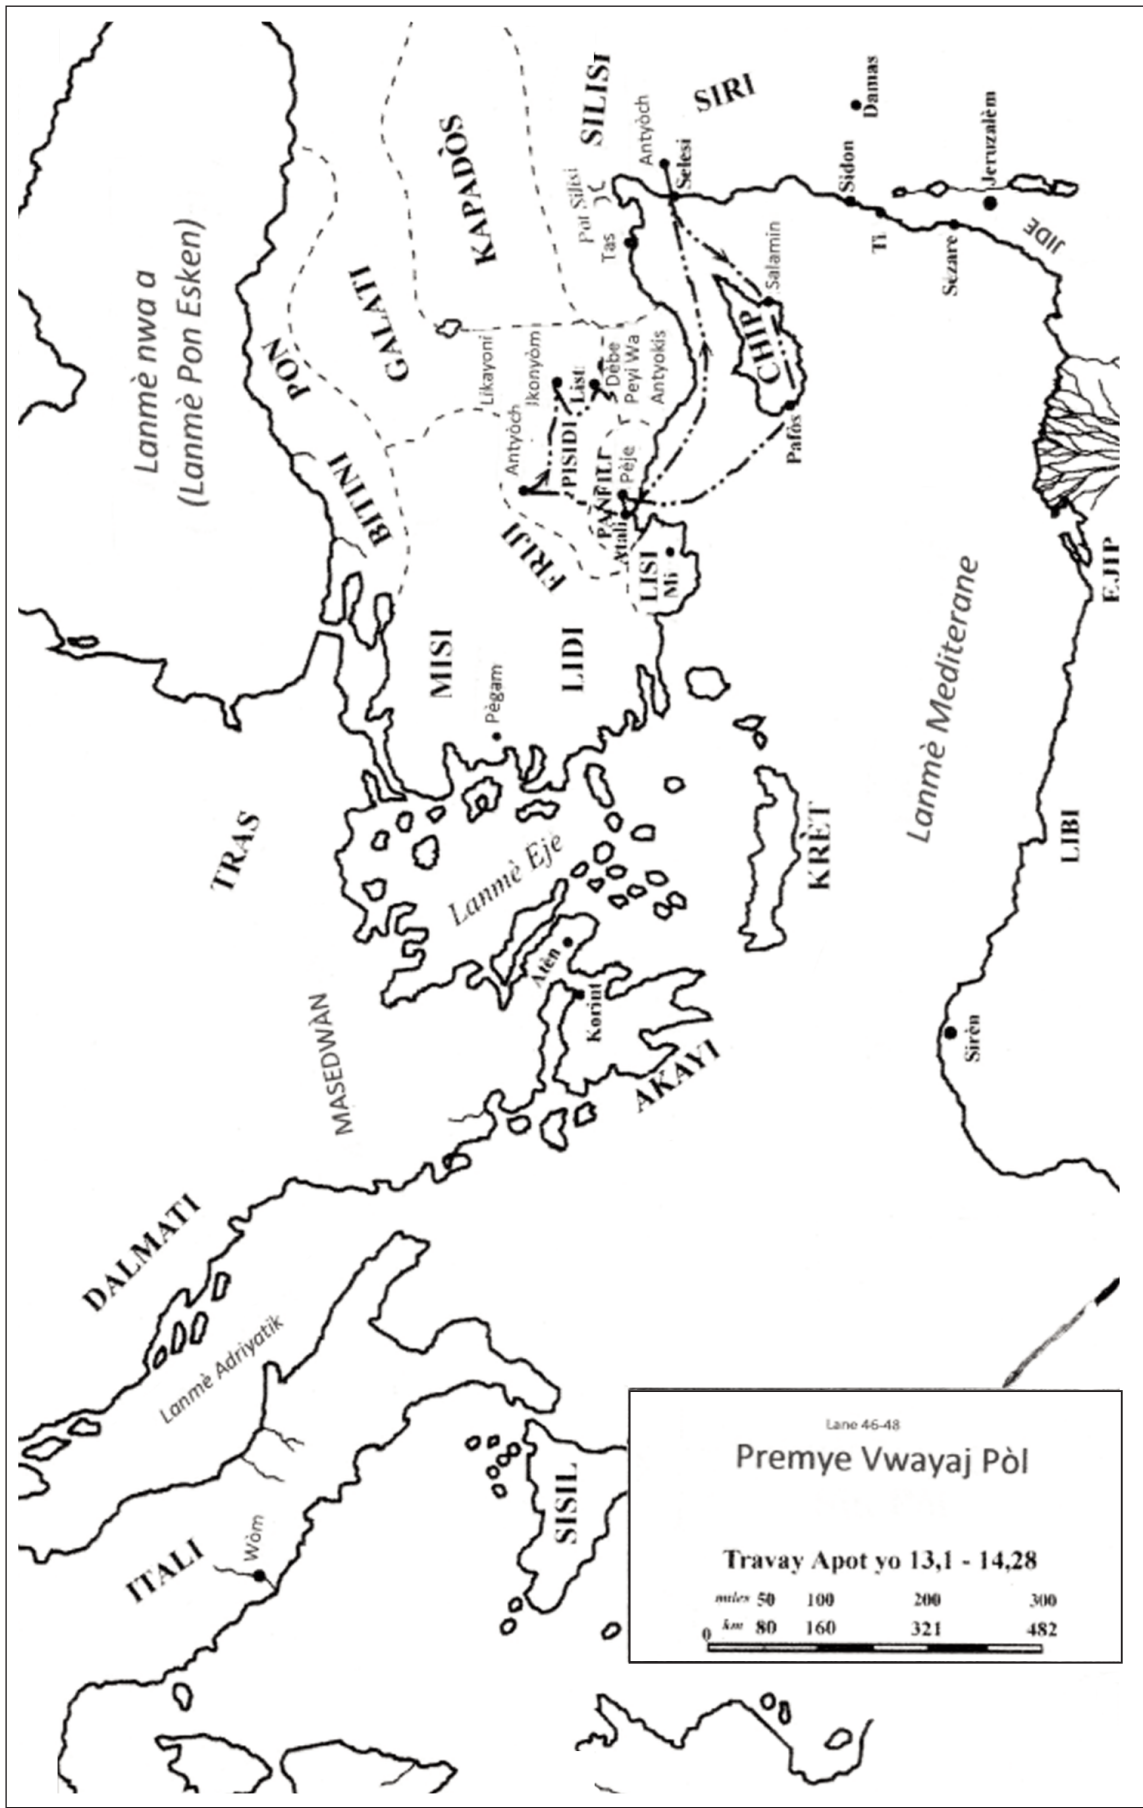 Lanmè nwa a
(Lanmè Pon Esken)
PON
BITINI
GALATI
KAPADÒS
SILISI
SIRI
Antyòch
Selesi
Pòt Silisi
Tas
Damas
Sidon
Ti
Sezare
Jeruzalèm
JIDE
Salamin
CHIP
Pafòs
Likayoni
Ikonyòm
List
Dèbe
Peyi Wa
Antyokis
Antyòch
PISIDI
PANFILI
Pèje
Atali
FRIJI
LISI
Mi
MISI
LIDI
Pègam
TRAS
Lanmè Eje
KRÈT
Lanmè Mediterane
EJIP
LIBI
Sirèn
MASEDWÀN
Atèn
Korint
AKAYI
DALMATI
Lanmè Adriyatik
ITALI
Wòm
SISIL
Lane 46-48
Premye Vwayaj Pòl
Travay Apot yo 13,1 - 14,28
miles 50 100 200 300
0 km 80 160 321 482